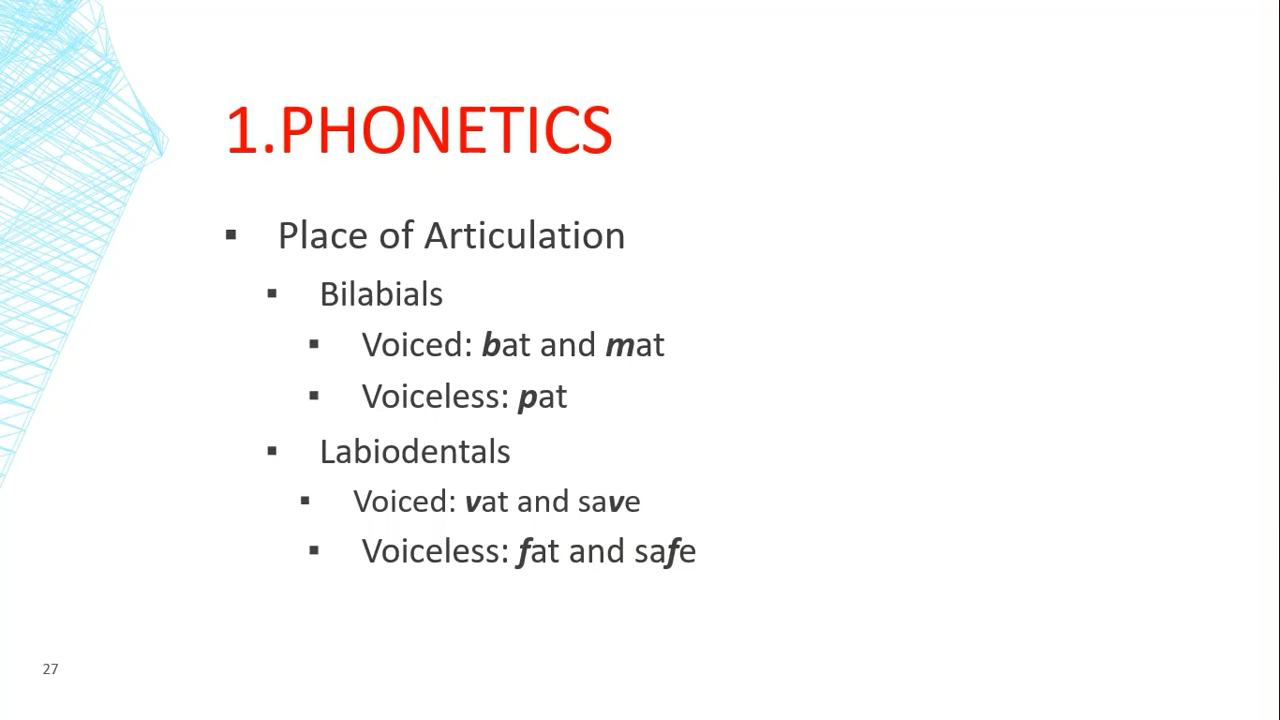 1.PHONETICS
▪ Place of Articulation
▪ Bilabials
▪ Voiced: bat and mat
▪ Voiceless: pat
▪ Labiodentals
▪ Voiced: vat and save
▪ Voiceless: fat and safe
27